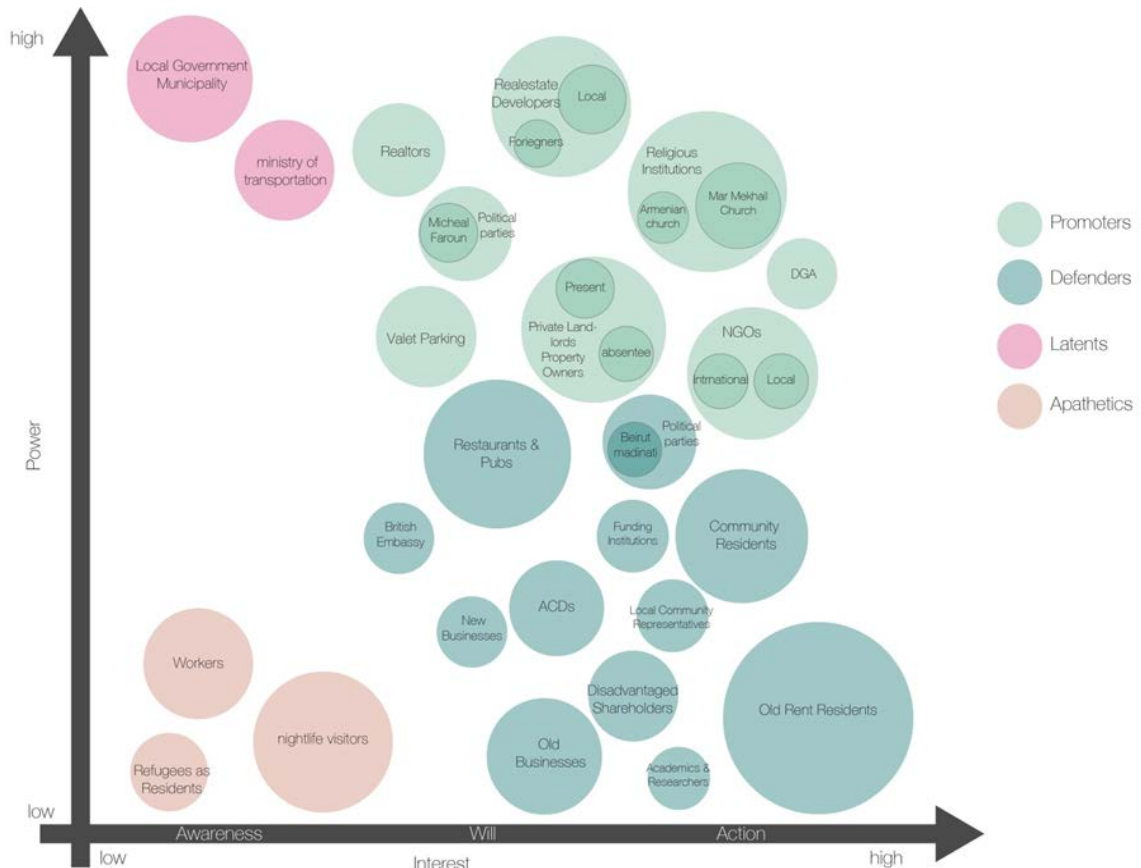 high
Local Government
Municipality
ministry of
transportation
Realtors
Realestate
Developers
Local
Foriegners
Religious
Institutions
Armenian
church
Mar Mekhail
Church
Micheal
Faroun
Political
parties
DGA
Valet Parking
Present
Private Land-
lords
Property
Owners
absentee
NGOs
Intrnational
Local
Promoters
Defenders
Latents
Apathetics
Power
Restaurants &
Pubs
Beirut
madinati
Political
parties
British
Embassy
Funding
Institutions
Community
Residents
New
Businesses
ACDs
Local Community
Representatives
Workers
nightlife visitors
Refugees as
Residents
Disadvantaged
Shareholders
Old
Businesses
Academics &
Researchers
Old Rent Residents
low
Awareness
Will
Action
low
Interest
high